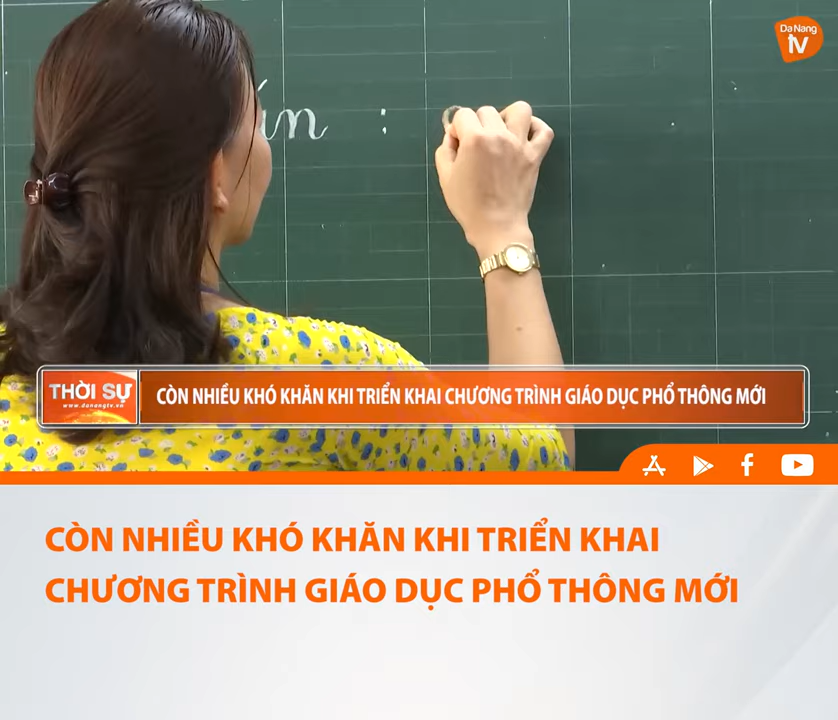 Da Nang
tv
án :
THỜI SỰ
www.danangtv.vn
CÒN NHIỀU KHÓ KHĂN KHI TRIỂN KHAI CHƯƠNG TRÌNH GIÁO DỤC PHỔ THÔNG MỚI
CÒN NHIỀU KHÓ KHĂN KHI TRIỂN KHAI
CHƯƠNG TRÌNH GIÁO DỤC PHỔ THÔNG MỚI